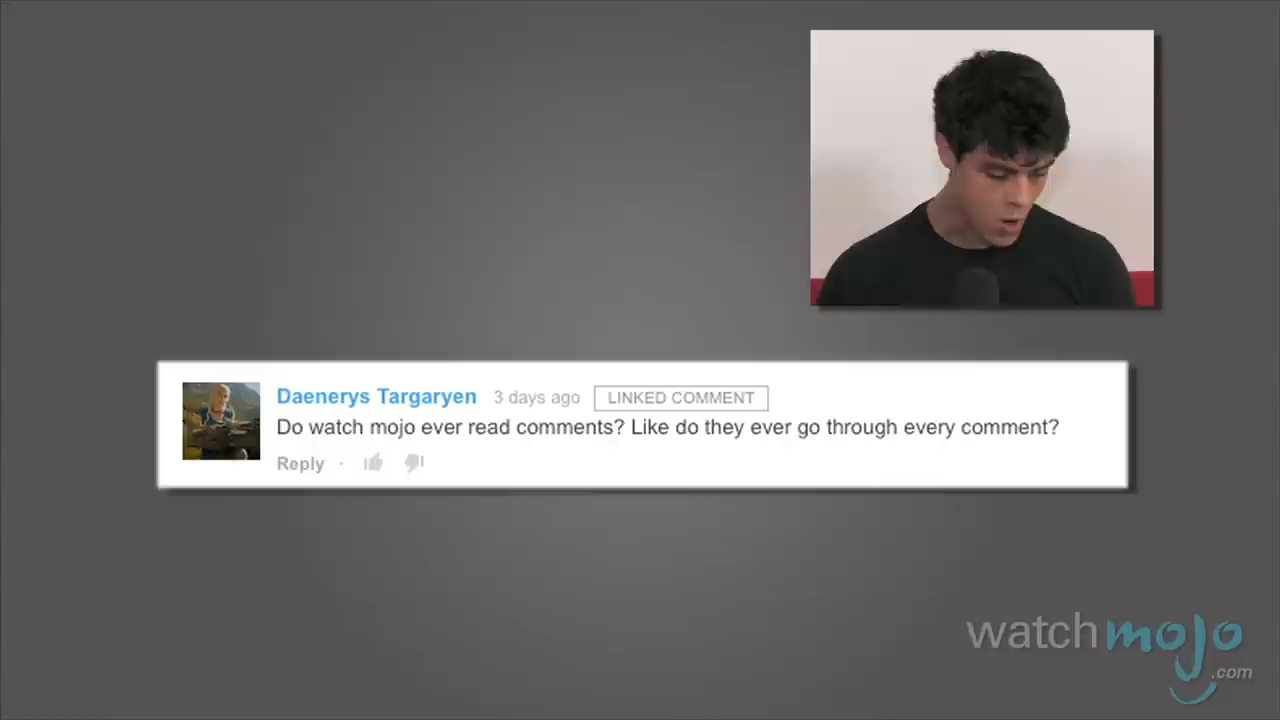 Daenerys Targaryen 3 days ago LINKED COMMENT
Do watch mojo ever read comments? Like do they ever go through every comment?
Reply ·
watchmojo
.com